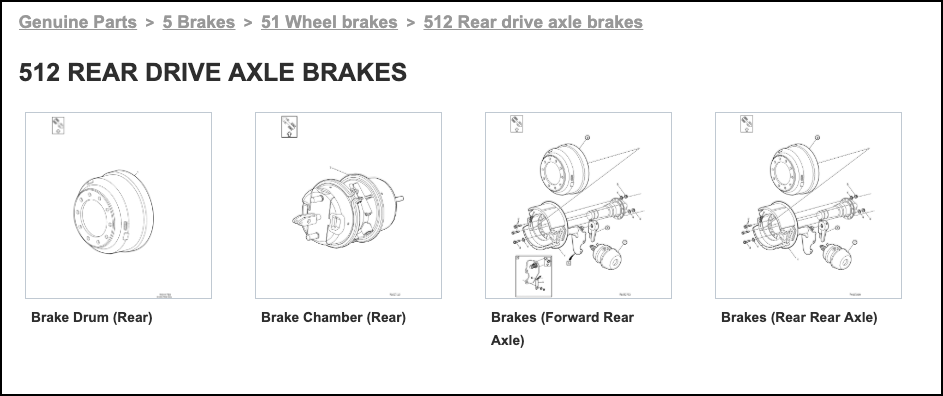 Genuine Parts > 5 Brakes > 51 Wheel brakes > 512 Rear drive axle brakes
512 REAR DRIVE AXLE BRAKES
Brake Drum (Rear)
Brake Chamber (Rear)
Brakes (Forward Rear
Axle)
Brakes (Rear Rear Axle)